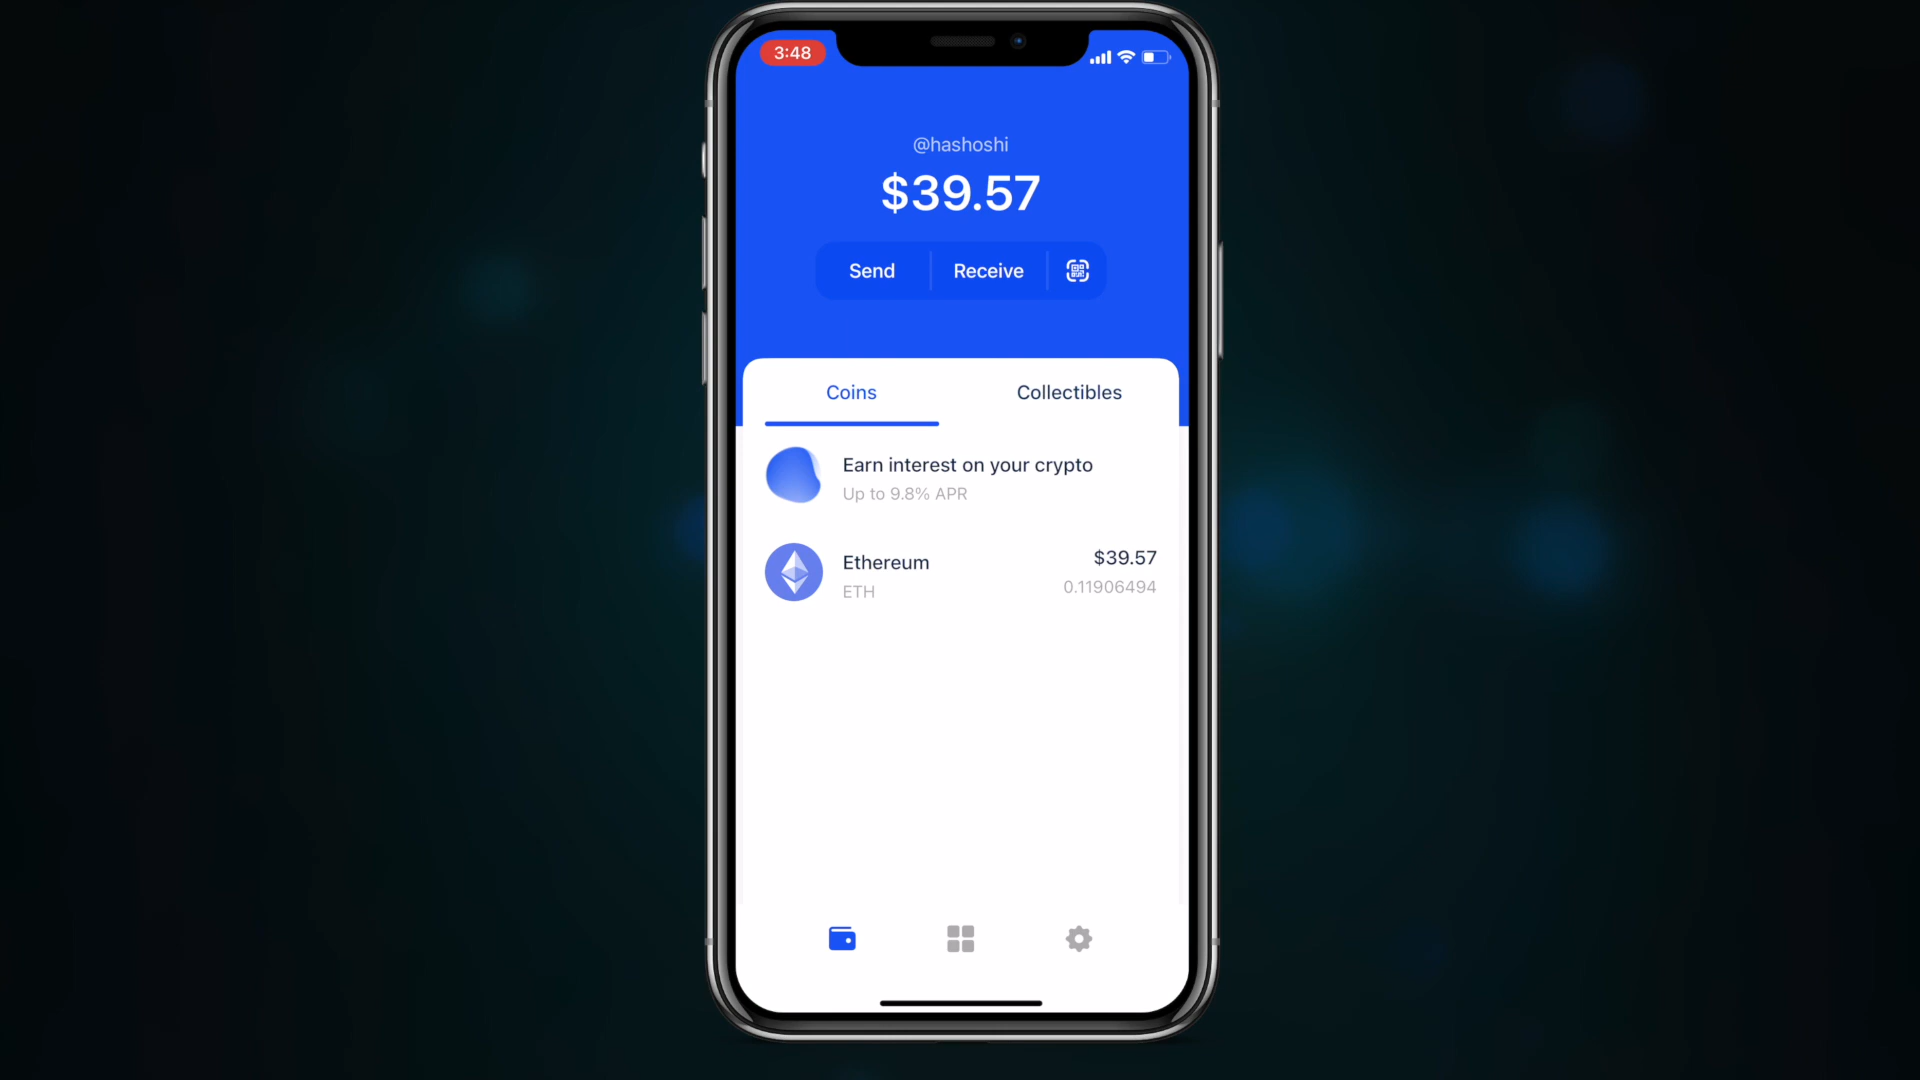 3:48
@hashoshi
$39.57
Send Receive
Coins Collectibles
Earn interest on your crypto
Up to 9.8% APR
Ethereum $39.57
ETH 0.11906494